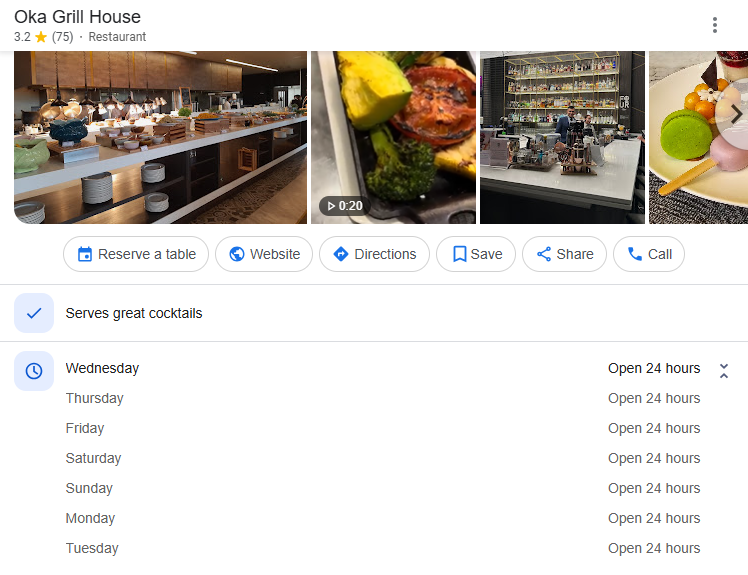 Oka Grill House
3.2 ★ (75) · Restaurant
0:20
Reserve a table Website Directions Save Share Call
Serves great cocktails
Wednesday Open 24 hours
Thursday Open 24 hours
Friday Open 24 hours
Saturday Open 24 hours
Sunday Open 24 hours
Monday Open 24 hours
Tuesday Open 24 hours